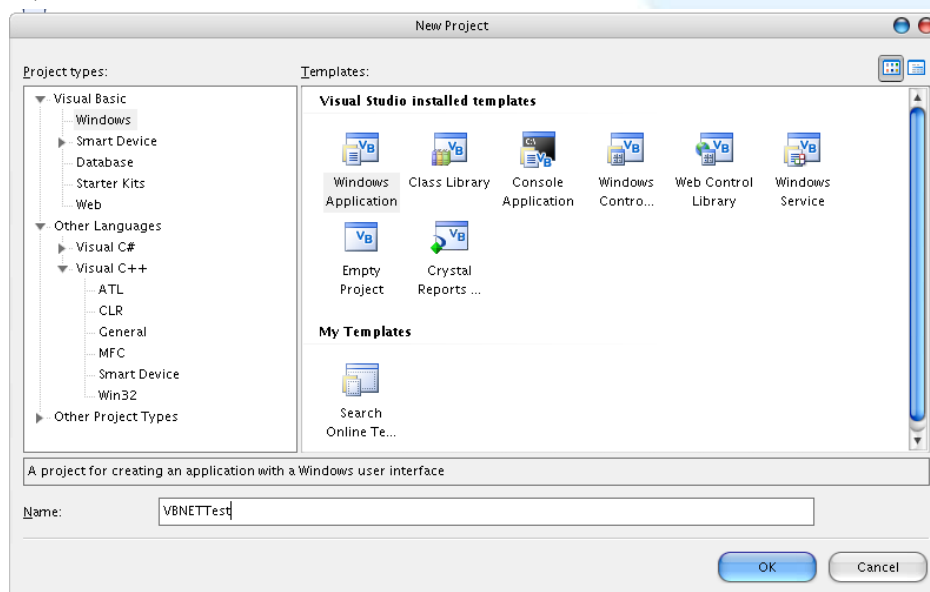 New Project
Project types:
Templates:
Visual Basic
Windows
Smart Device
Database
Starter Kits
Web
Other Languages
Visual C#
Visual C++
ATL
CLR
General
MFC
Smart Device
Win32
Other Project Types
Visual Studio installed templates
Windows
Application
Class Library
Console
Application
Windows
Contro...
Web Control
Library
Windows
Service
Empty
Project
Crystal
Reports ...
My Templates
Search
Online Te...
A project for creating an application with a Windows user interface
Name:
VBNETTest
OK
Cancel